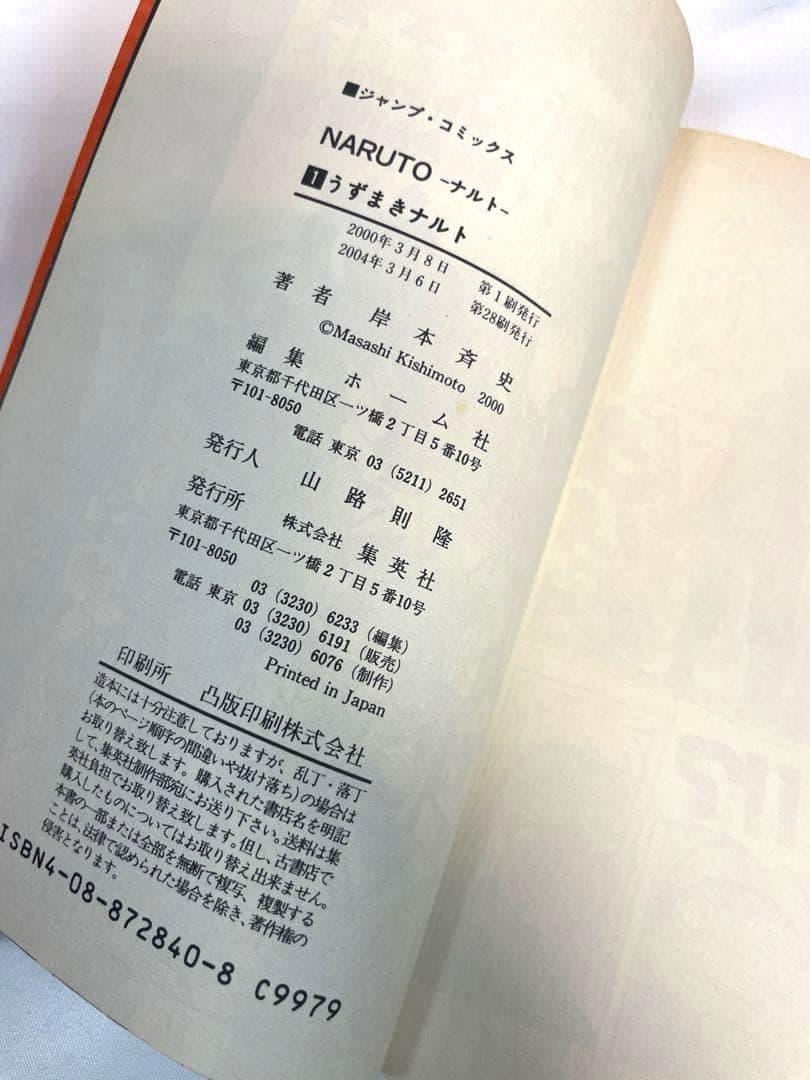 ■ジャンプ・コミックス
NARUTO -ナルト-
1 うずまきナルト
2000年3月8日 第1刷発行
2004年3月6日 第28刷発行
著者 岸本斉史
©Masashi Kishimoto 2000
編集 ホーム社
東京都千代田区一ツ橋2丁目5番10号
〒101-8050
電話 東京 03 (5211) 2651
発行人 山路則隆
発行所 株式会社 集英社
東京都千代田区一ツ橋2丁目5番10号
〒101-8050
03 (3230) 6233 (編集)
電話 東京 03 (3230) 6191 (販売)
03 (3230) 6076 (制作)
Printed in Japan
印刷所 凸版印刷株式会社
造本には十分注意しておりますが、乱丁・落丁
(本のページ順序の間違いや抜け落ち)の場合は
お取り替え致します。購入された書店名を明記
して、集英社制作部宛にお送り下さい。送料は集
英社負担でお取り替え致します。但し、古書店で
購入したものについてはお取り替え出来ません。
本書の一部または全部を無断で複写、複製する
ことは、法律で認められた場合を除き、著作権の
侵害となります。
ISBN4-08-872840-8 C9979